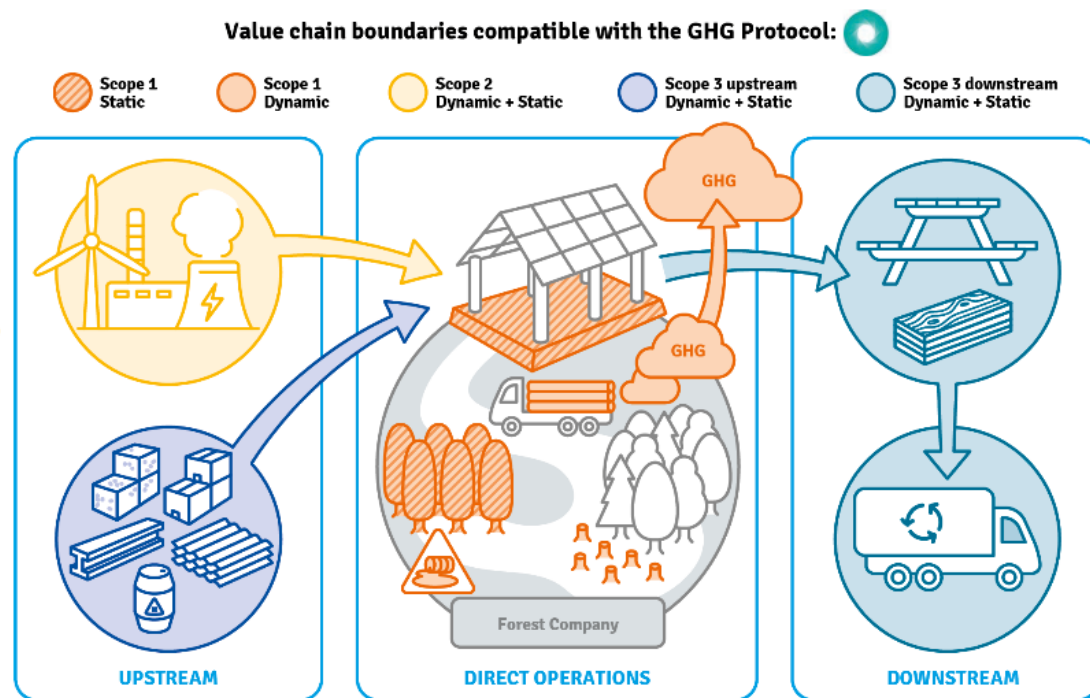 Value chain boundaries compatible with the GHG Protocol:
Scope 1
Static
Scope 1
Dynamic
Scope 2
Dynamic + Static
Scope 3 upstream
Dynamic + Static
Scope 3 downstream
Dynamic + Static
GHG
GHG
Forest Company
UPSTREAM
DIRECT OPERATIONS
DOWNSTREAM